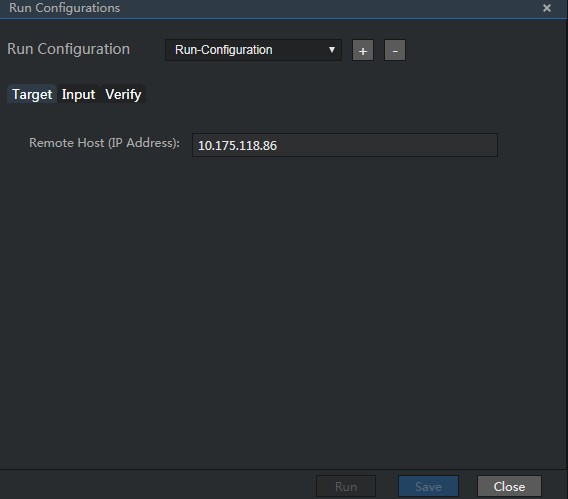 Run Configurations ×
Run Configuration Run-Configuration ▼ + -
Target Input Verify
Remote Host (IP Address): 10.175.118.86
Run Save Close